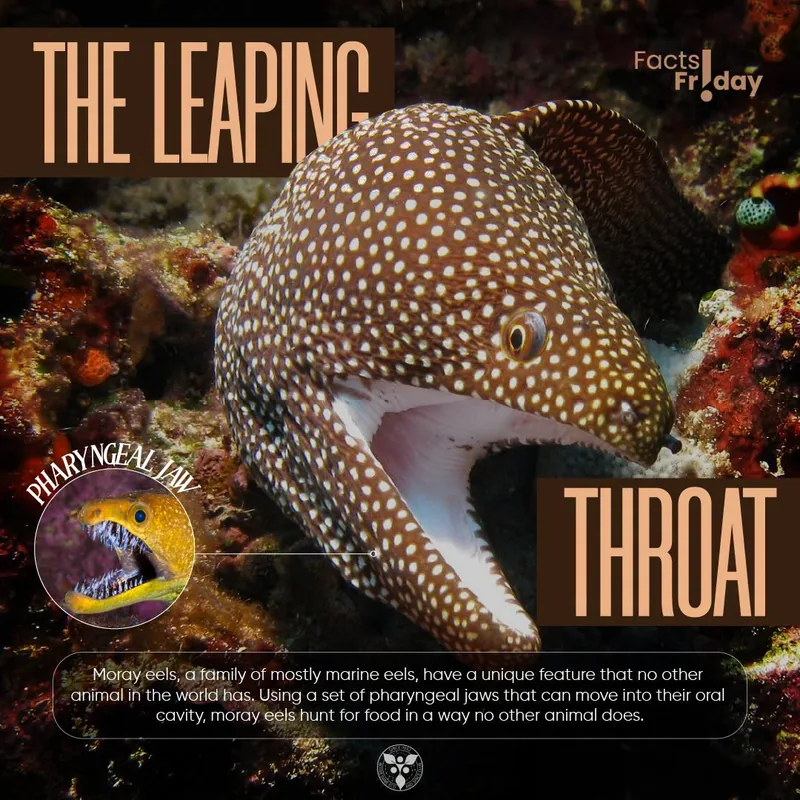 THE LEAPING
Facts
Fr!day
PHARYNGEAL JAW
THROAT
Moray eels, a family of mostly marine eels, have a unique feature that no other
animal in the world has. Using a set of pharyngeal jaws that can move into their oral
cavity, moray eels hunt for food in a way no other animal does.